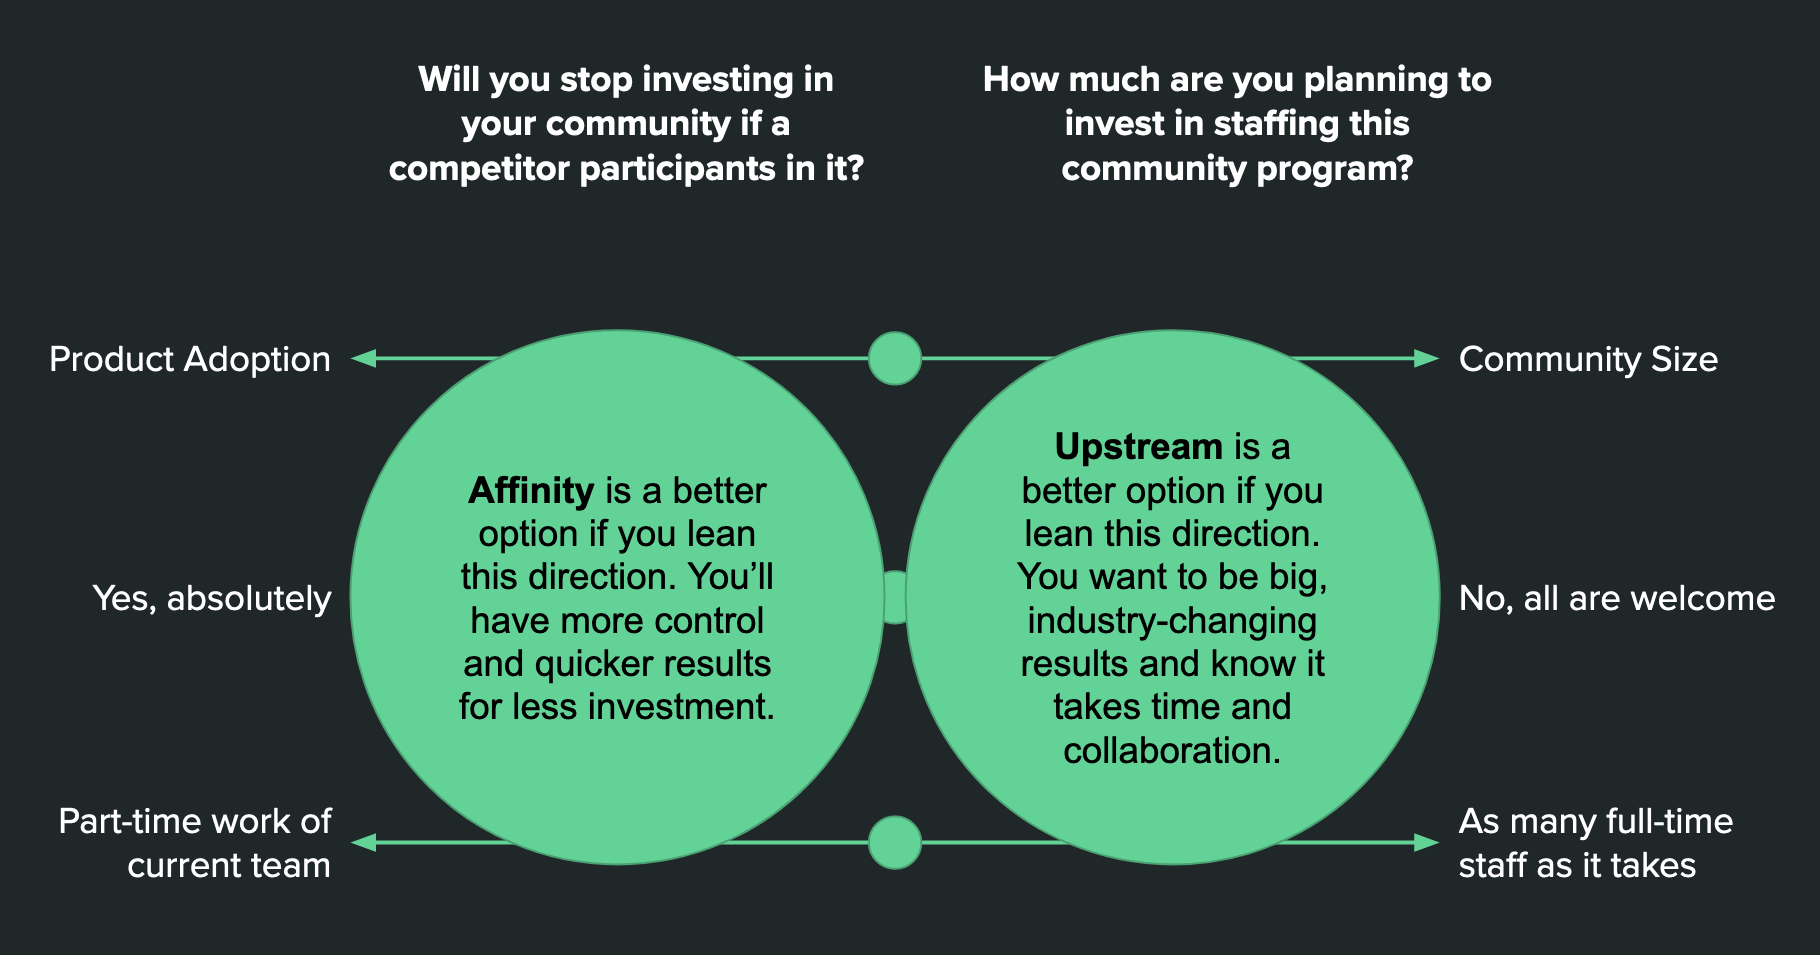 Will you stop investing in
your community if a
competitor participants in it?
How much are you planning to
invest in staffing this
community program?
Product Adoption
Community Size
Affinity is a better
option if you lean
this direction. You’ll
have more control
and quicker results
for less investment.
Upstream is a
better option if you
lean this direction.
You want to be big,
industry-changing
results and know it
takes time and
collaboration.
Yes, absolutely
No, all are welcome
Part-time work of
current team
As many full-time
staff as it takes